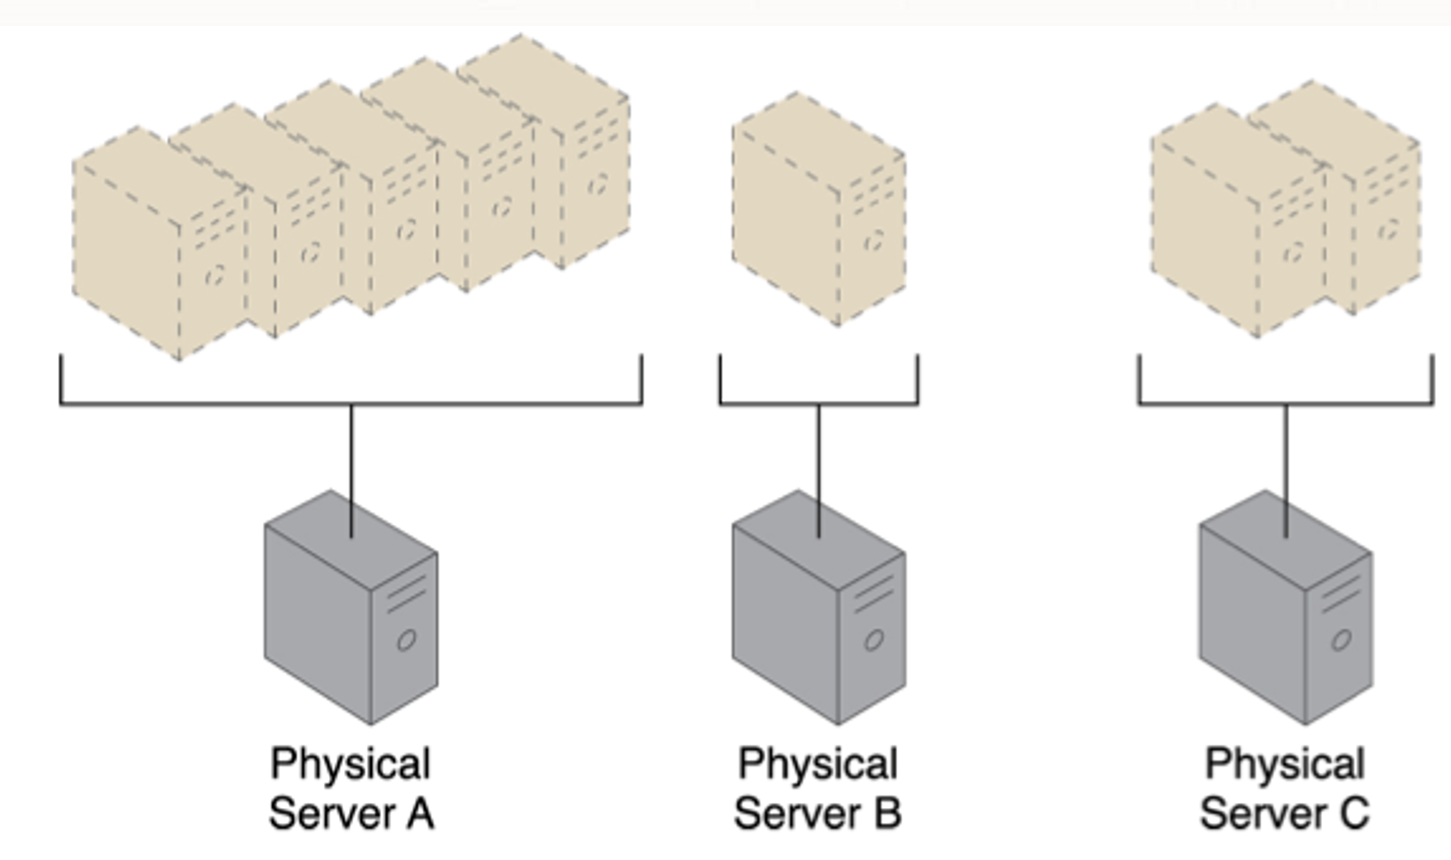 Physical
Server A
Physical
Server B
Physical
Server C